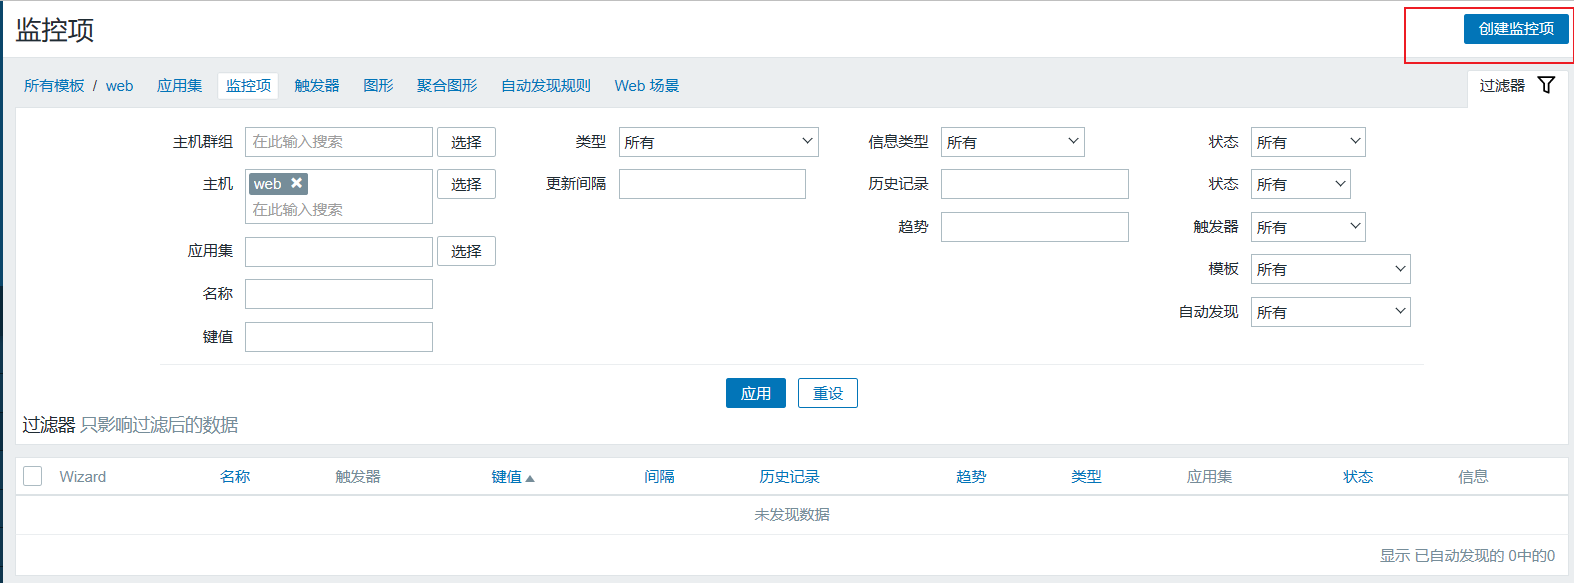 监控项
创建监控项
所有模板 / web 应用集 监控项 触发器 图形 聚合图形 自动发现规则 Web 场景 过滤器
主机群组 在此输入搜索 选择 类型 所有 信息类型 所有 状态 所有
主机 web 选择 更新间隔 历史记录 状态 所有
在此输入搜索
趋势 触发器 所有
应用集 选择
模板 所有
名称
自动发现 所有
键值
应用 重设
过滤器 只影响过滤后的数据
Wizard 名称 触发器 键值 间隔 历史记录 趋势 类型 应用集 状态 信息
未发现数据
显示 已自动发现的 0中的0